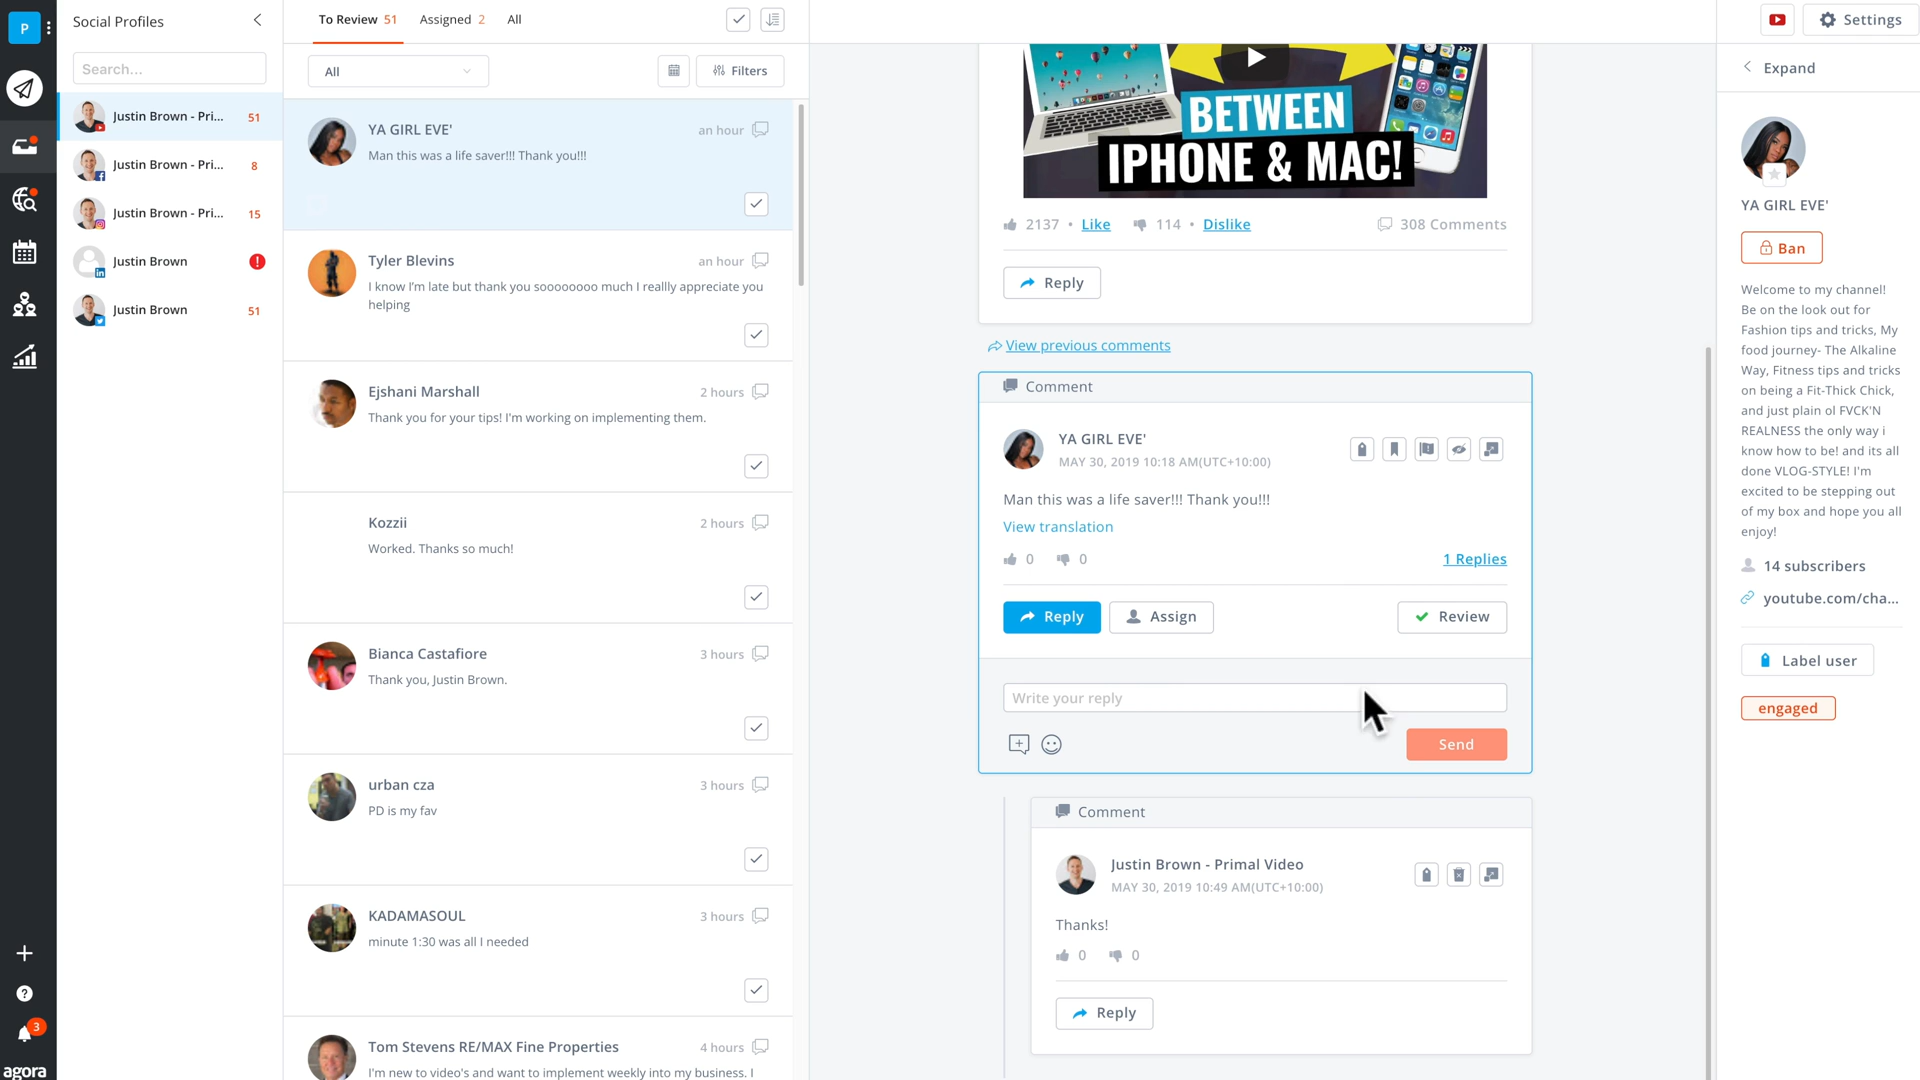 P
Social Profiles
Search...
Justin Brown - Pri... 51
Justin Brown - Pri... 8
Justin Brown - Pri... 15
Justin Brown
Justin Brown 51
3
agora
To Review 51 Assigned 2 All
All
Filters
YA GIRL EVE' an hour
Man this was a life saver!!! Thank you!!!
Tyler Blevins an hour
I know I'm late but thank you soooooooo much I reallly appreciate you
helping
Ejshani Marshall 2 hours
Thank you for your tips! I'm working on implementing them.
Kozzii 2 hours
Worked. Thanks so much!
Bianca Castafiore 3 hours
Thank you, Justin Brown.
urban cza 3 hours
PD is my fav
KADAMASOUL 3 hours
minute 1:30 was all I needed
Tom Stevens RE/MAX Fine Properties 4 hours
I'm new to video's and want to implement weekly into my business. I
BETWEEN
IPHONE & MAC!
2137 • Like 114 • Dislike 308 Comments
Reply
View previous comments
Comment
YA GIRL EVE'
MAY 30, 2019 10:18 AM(UTC+10:00)
Man this was a life saver!!! Thank you!!!
View translation
0 0 1 Replies
Reply Assign Review
Write your reply
Send
Comment
Justin Brown - Primal Video
MAY 30, 2019 10:49 AM(UTC+10:00)
Thanks!
0 0
Reply
Settings
Expand
YA GIRL EVE'
Ban
Welcome to my channel!
Be on the look out for
Fashion tips and tricks, My
food journey- The Alkaline
Way, Fitness tips and tricks
on being a Fit-Thick Chick,
and just plain ol FVCK'N
REALNESS the only way i
know how to be! and its all
done VLOG-STYLE! I'm
excited to be stepping out
of my box and hope you all
enjoy!
14 subscribers
youtube.com/cha...
Label user
engaged